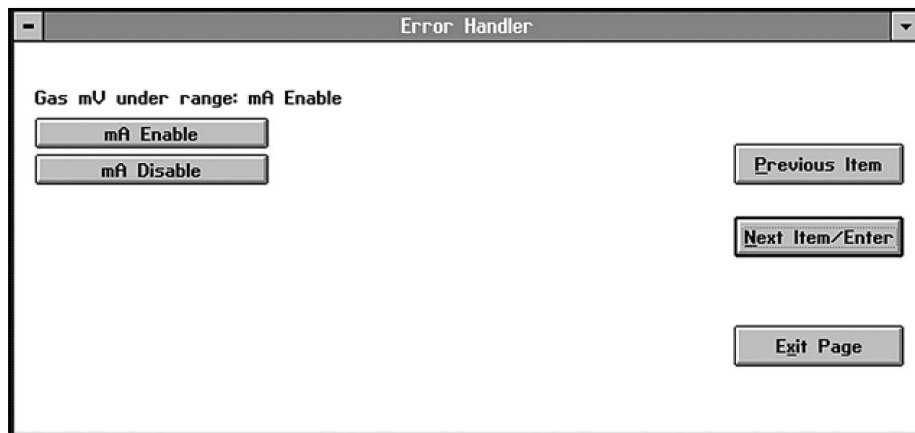 Error Handler
Gas mV under range: mA Enable
mA Enable
mA Disable
Previous Item
Next Item/Enter
Exit Page